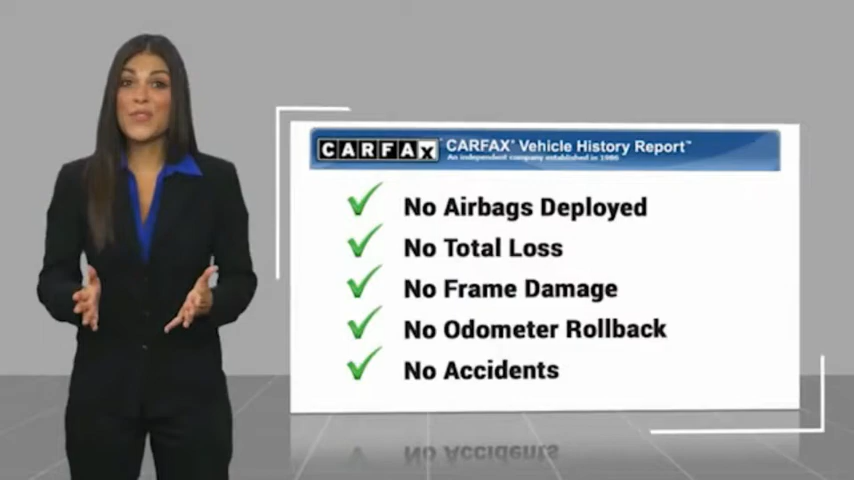 CARFAX CARFAX® Vehicle History Report™
An independent company established in 1986
No Airbags Deployed
No Total Loss
No Frame Damage
No Odometer Rollback
No Accidents
No Accidents